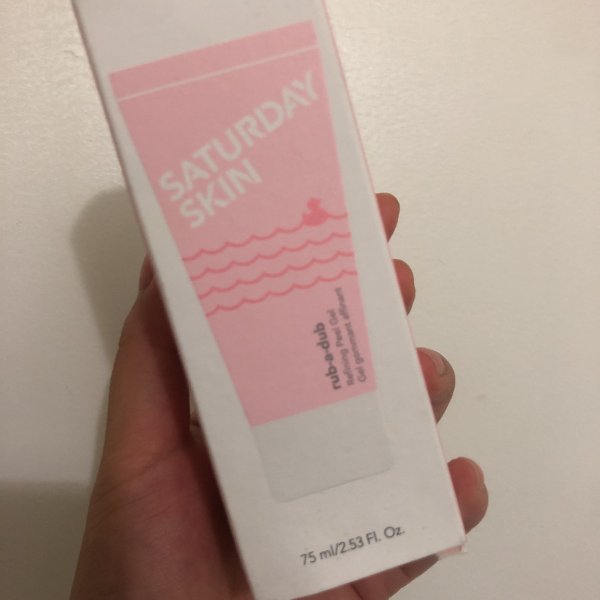 SATURDAY
SKIN
rub-a-dub
Refining Peel Gel
Gel gommant affinant
75 ml/2.53 Fl. Oz.